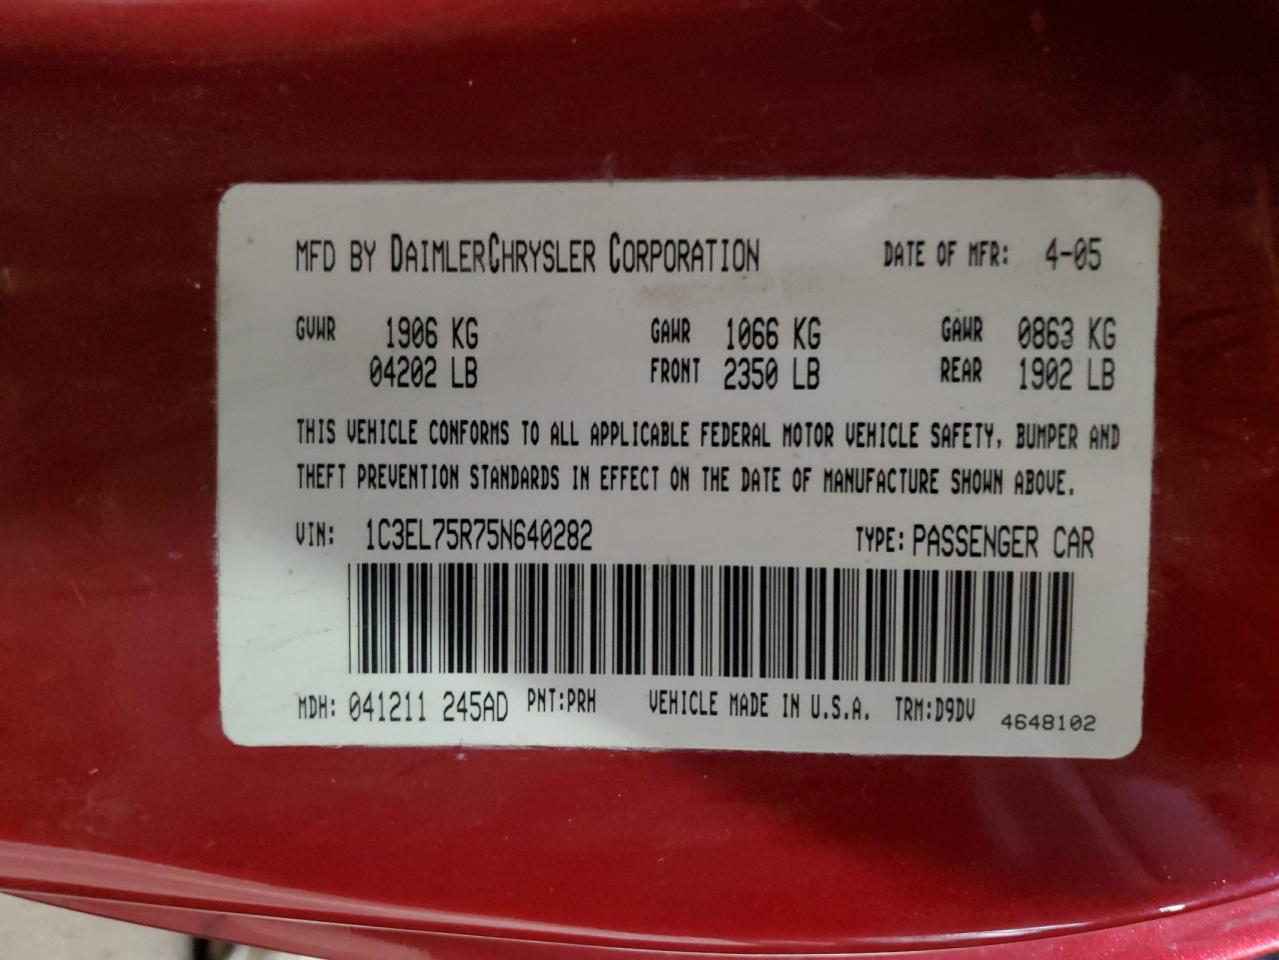 MFD BY DAIMLERCHRYSLER CORPORATION DATE OF MFR: 4-05
GVWR 1906 KG GAWR 1066 KG GAWR 0863 KG
04202 LB FRONT 2350 LB REAR 1902 LB
THIS VEHICLE CONFORMS TO ALL APPLICABLE FEDERAL MOTOR VEHICLE SAFETY, BUMPER AND
THEFT PREVENTION STANDARDS IN EFFECT ON THE DATE OF MANUFACTURE SHOWN ABOVE.
VIN: 1C3EL75R75N640282 TYPE: PASSENGER CAR
MDH: 041211 245AD PNT:PRH VEHICLE MADE IN U.S.A. TRM:D9DV 4648102